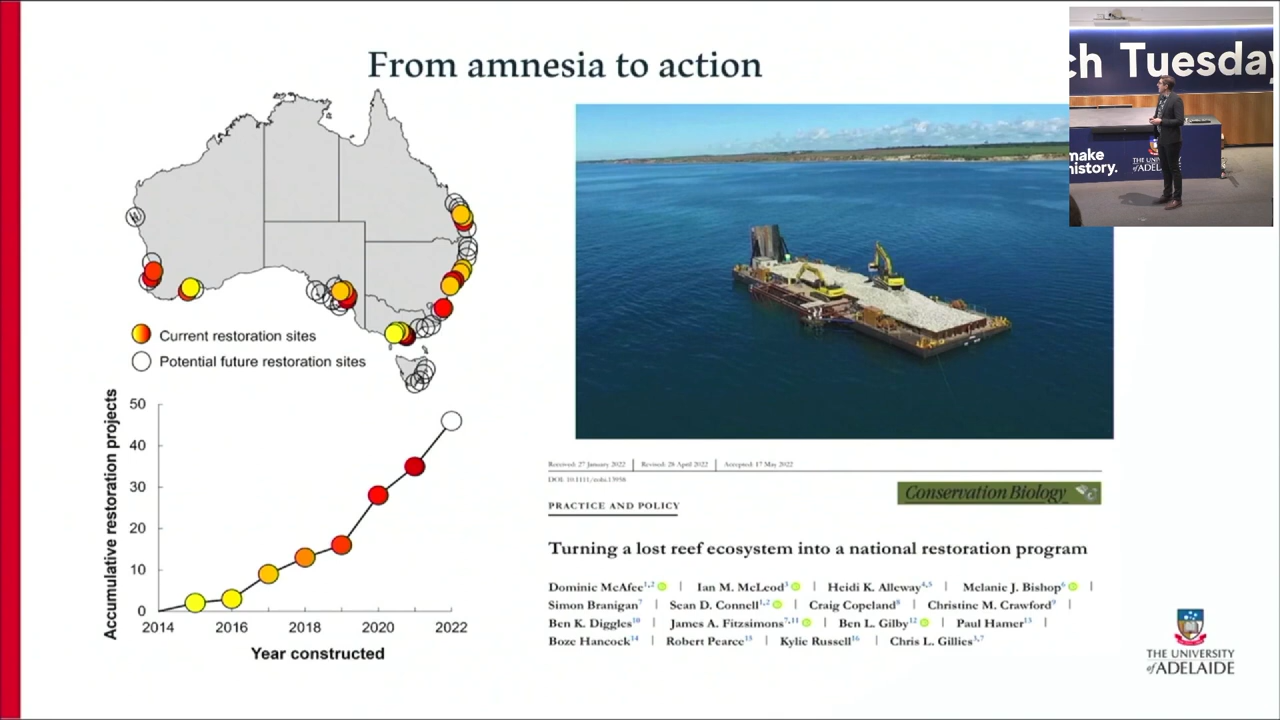 From amnesia to action
ch Tuesday
make
history.
THE UNIVERSITY
of ADELAIDE
Current restoration sites
Potential future restoration sites
Accumulative restoration projects
50
40
30
20
10
0
2014 2016 2018 2020 2022
Year constructed
Received: 27 January 2022 | Revised: 28 April 2022 | Accepted: 17 May 2022
DOI: 10.1111/cobi.13958
Conservation Biology
PRACTICE AND POLICY
Turning a lost reef ecosystem into a national restoration program
Dominic McAfee1,2 | Ian M. McLeod3 | Heidi K. Alleway4,5 | Melanie J. Bishop6 |
Simon Branigan7 | Sean D. Connell1,2 | Craig Copeland8 | Christine M. Crawford9 |
Ben K. Diggles10 | James A. Fitzsimons7,11 | Ben L. Gilby12 | Paul Hamer13 |
Boze Hancock14 | Robert Pearce15 | Kylie Russell16 | Chris L. Gillies3,7
THE UNIVERSITY
of ADELAIDE